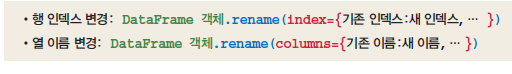 • 행 인덱스 변경: DataFrame 객체.rename(index={기존 인덱스:새 인덱스, … })
• 열 이름 변경: DataFrame 객체.rename(columns={기존 이름:새 이름, … })